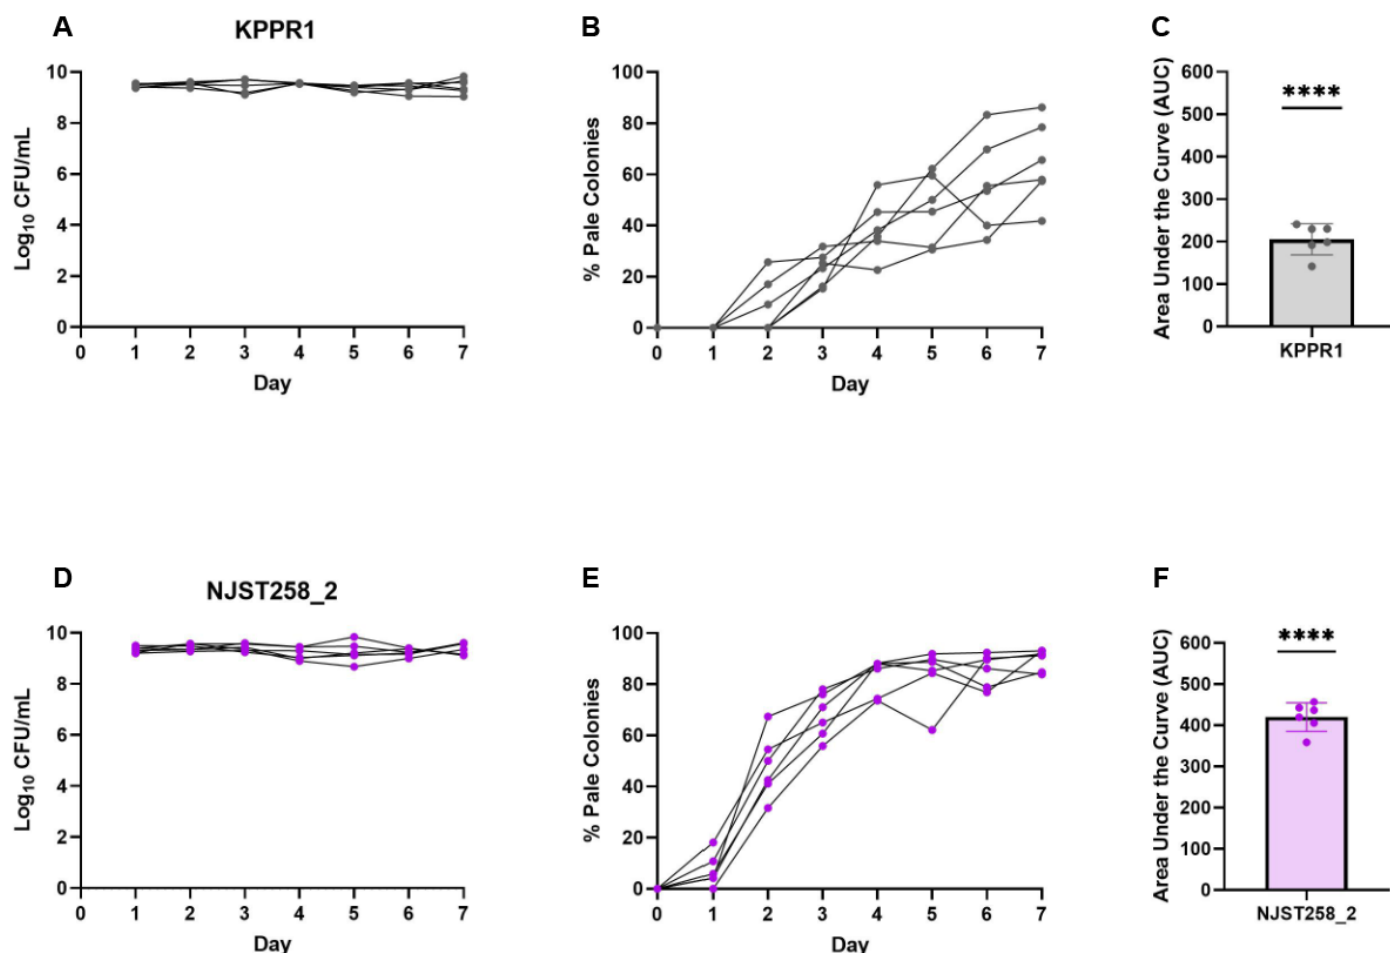 A
KPPR1
Log10 CFU/mL
10
8
6
4
2
0
0 1 2 3 4 5 6 7
Day
B
% Pale Colonies
100
80
60
40
20
0
0 1 2 3 4 5 6 7
Day
C
Area Under the Curve (AUC)
600
500
400
300
200
100
0
****
KPPR1
D
NJST258_2
Log10 CFU/mL
10
8
6
4
2
0
0 1 2 3 4 5 6 7
Day
E
% Pale Colonies
100
80
60
40
20
0
0 1 2 3 4 5 6 7
Day
F
Area Under the Curve (AUC)
600
500
400
300
200
100
0
****
NJST258_2